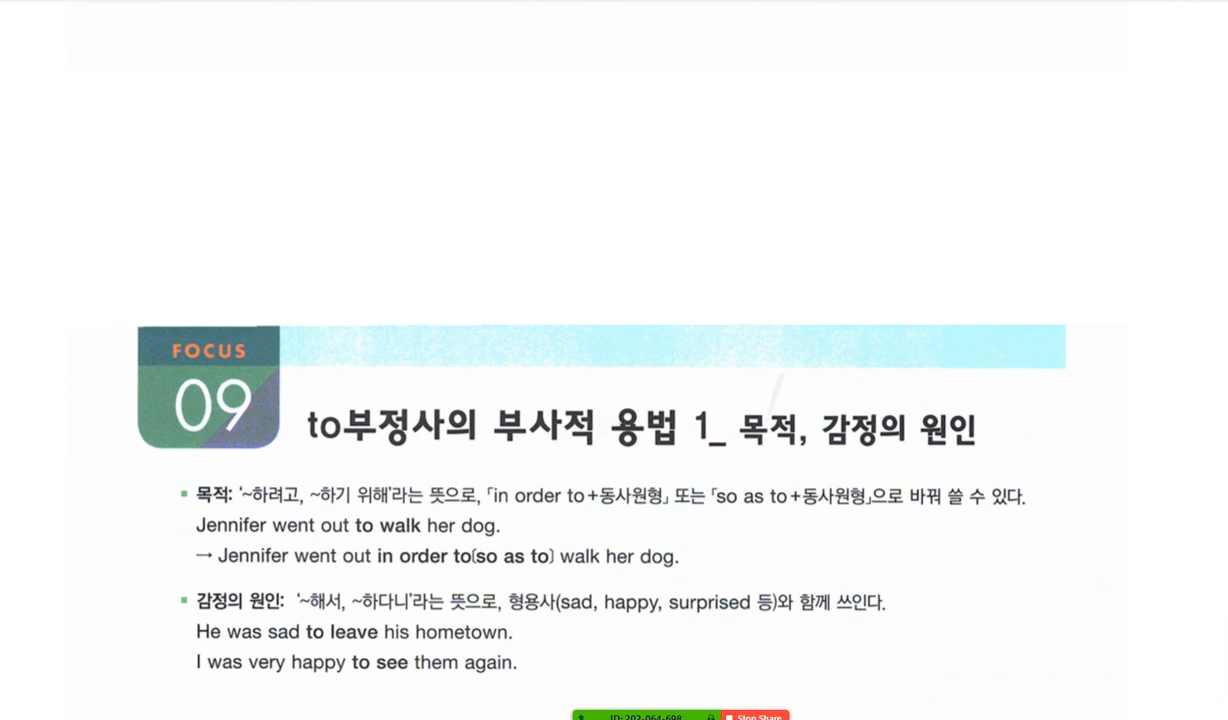 FOCUS
09
to부정사의 부사적 용법 1_ 목적, 감정의 원인
▪ 목적: ‘~하려고, ~하기 위해’라는 뜻으로, 「in order to+동사원형」 또는 「so as to+동사원형」으로 바꿔 쓸 수 있다.
Jennifer went out to walk her dog.
→ Jennifer went out in order to[so as to] walk her dog.
▪ 감정의 원인: ‘~해서, ~하다니’라는 뜻으로, 형용사(sad, happy, surprised 등)와 함께 쓰인다.
He was sad to leave his hometown.
I was very happy to see them again.
ID: 202-064-698
Stop Share